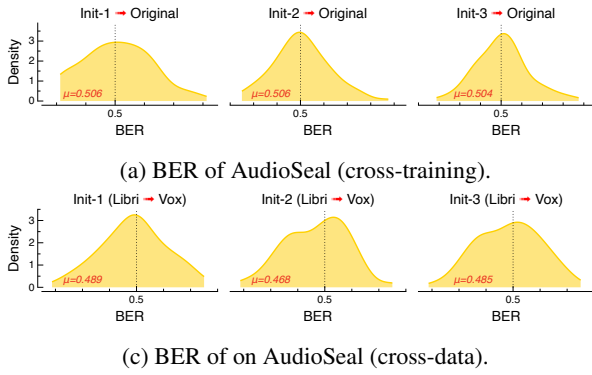 Init-1 → Original Init-2 → Original Init-3 → Original
Density
3
2
1
0
μ=0.506 μ=0.506 μ=0.504
0.5 0.5 0.5
BER BER BER
(a) BER of AudioSeal (cross-training).
Init-1 (Libri → Vox) Init-2 (Libri → Vox) Init-3 (Libri → Vox)
Density
3
2
1
0
μ=0.489 μ=0.468 μ=0.485
0.5 0.5 0.5
BER BER BER
(c) BER of on AudioSeal (cross-data).